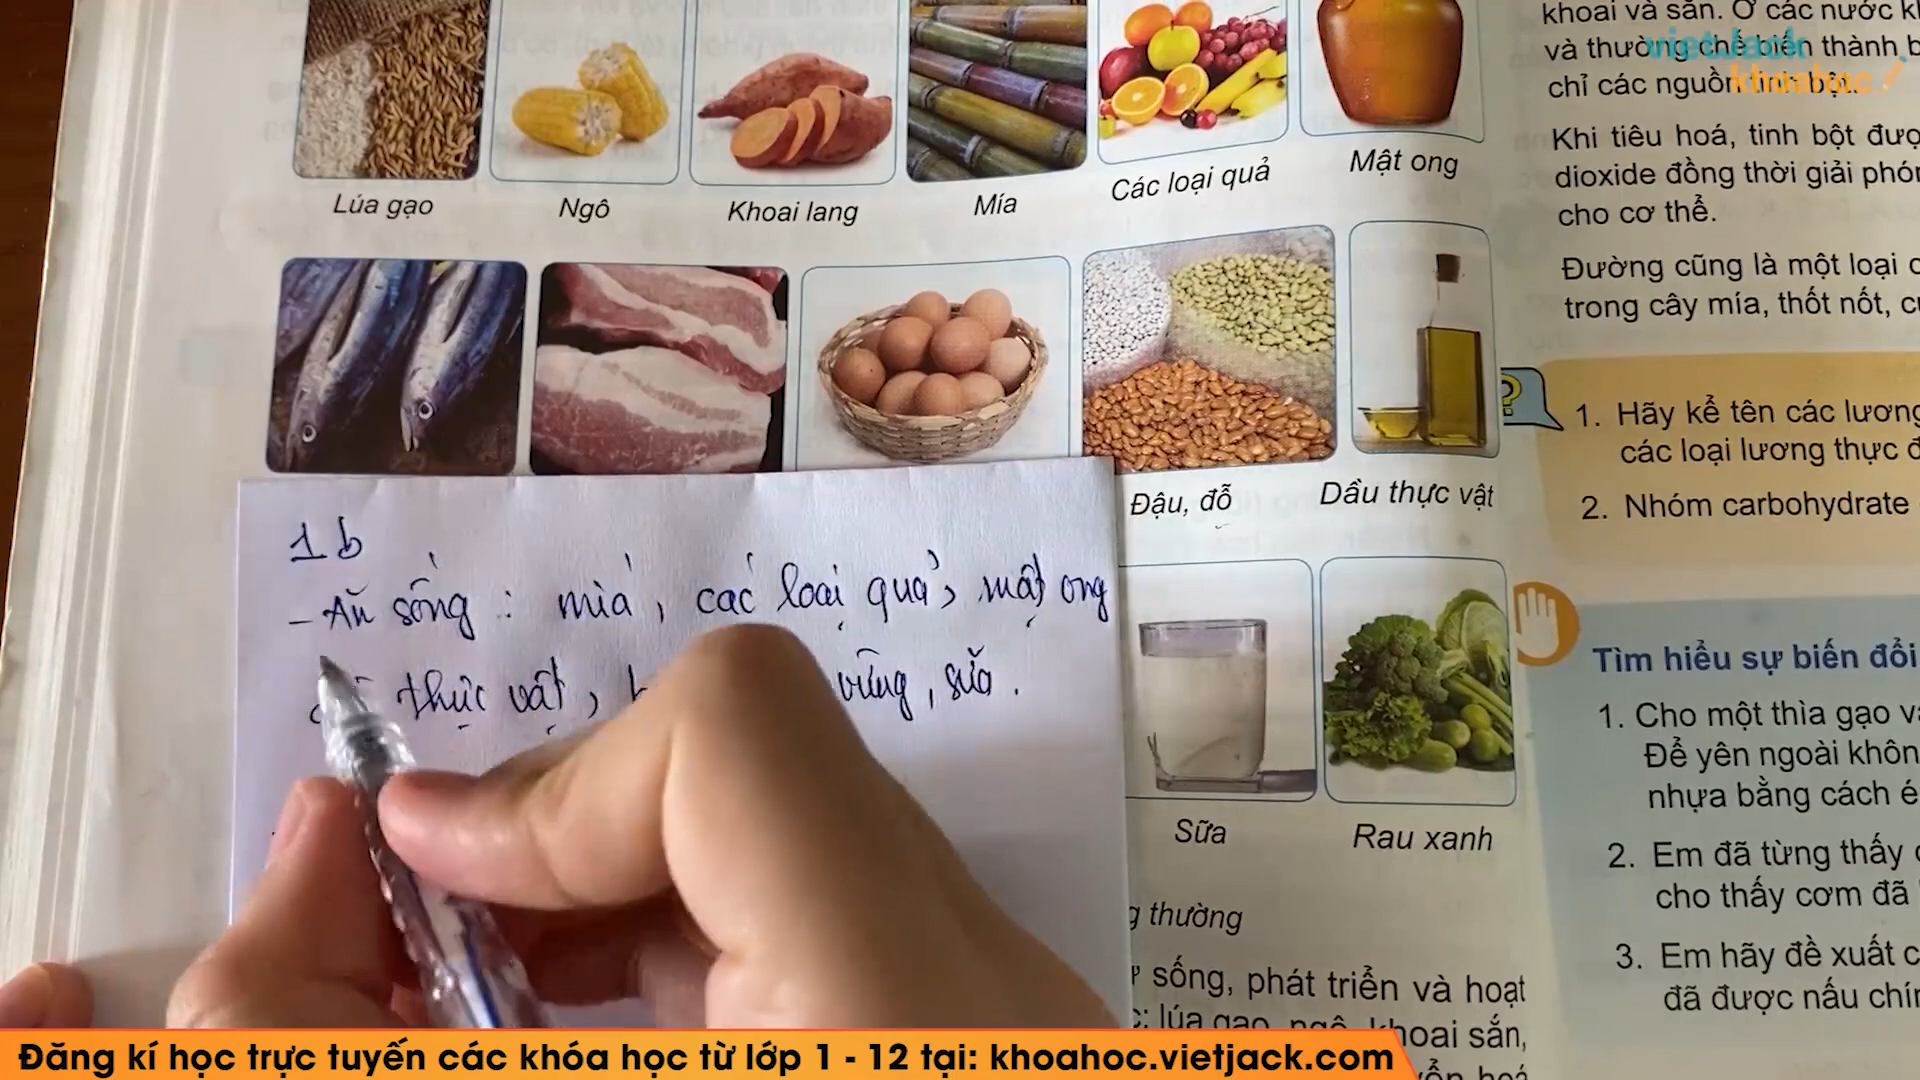 Lúa gạo
Ngô
Khoai lang
Mía
Các loại quả
Mật ong
Đậu, đỗ
Dầu thực vật
Sữa
Rau xanh
1b
- Ăn sống : mía, các loại quả, mật ong
thực vật, vừng, sữa.
thường
sống, phát triển và hoạt
lúa gạo, ngô, khoai sắn,
khoai và sắn. Ở các nước
và thường chế biến thành
chỉ các nguồn tinh bột.
Khi tiêu hoá, tinh bột
dioxide đồng thời giải
cho cơ thể.
Đường cũng là một loại
trong cây mía, thốt nốt,
?
1. Hãy kể tên các lương
các loại lương thực
2. Nhóm carbohydrate
Tìm hiểu sự biến đổi
1. Cho một thìa gạo
Để yên ngoài
nhựa bằng cách
2. Em đã từng thấy
cho thấy cơm đã
3. Em hãy đề xuất
đã được nấu
vietJack
khoahoc
Đăng kí học trực tuyến các khóa học từ lớp 1 - 12 tại: khoahoc.vietjack.com